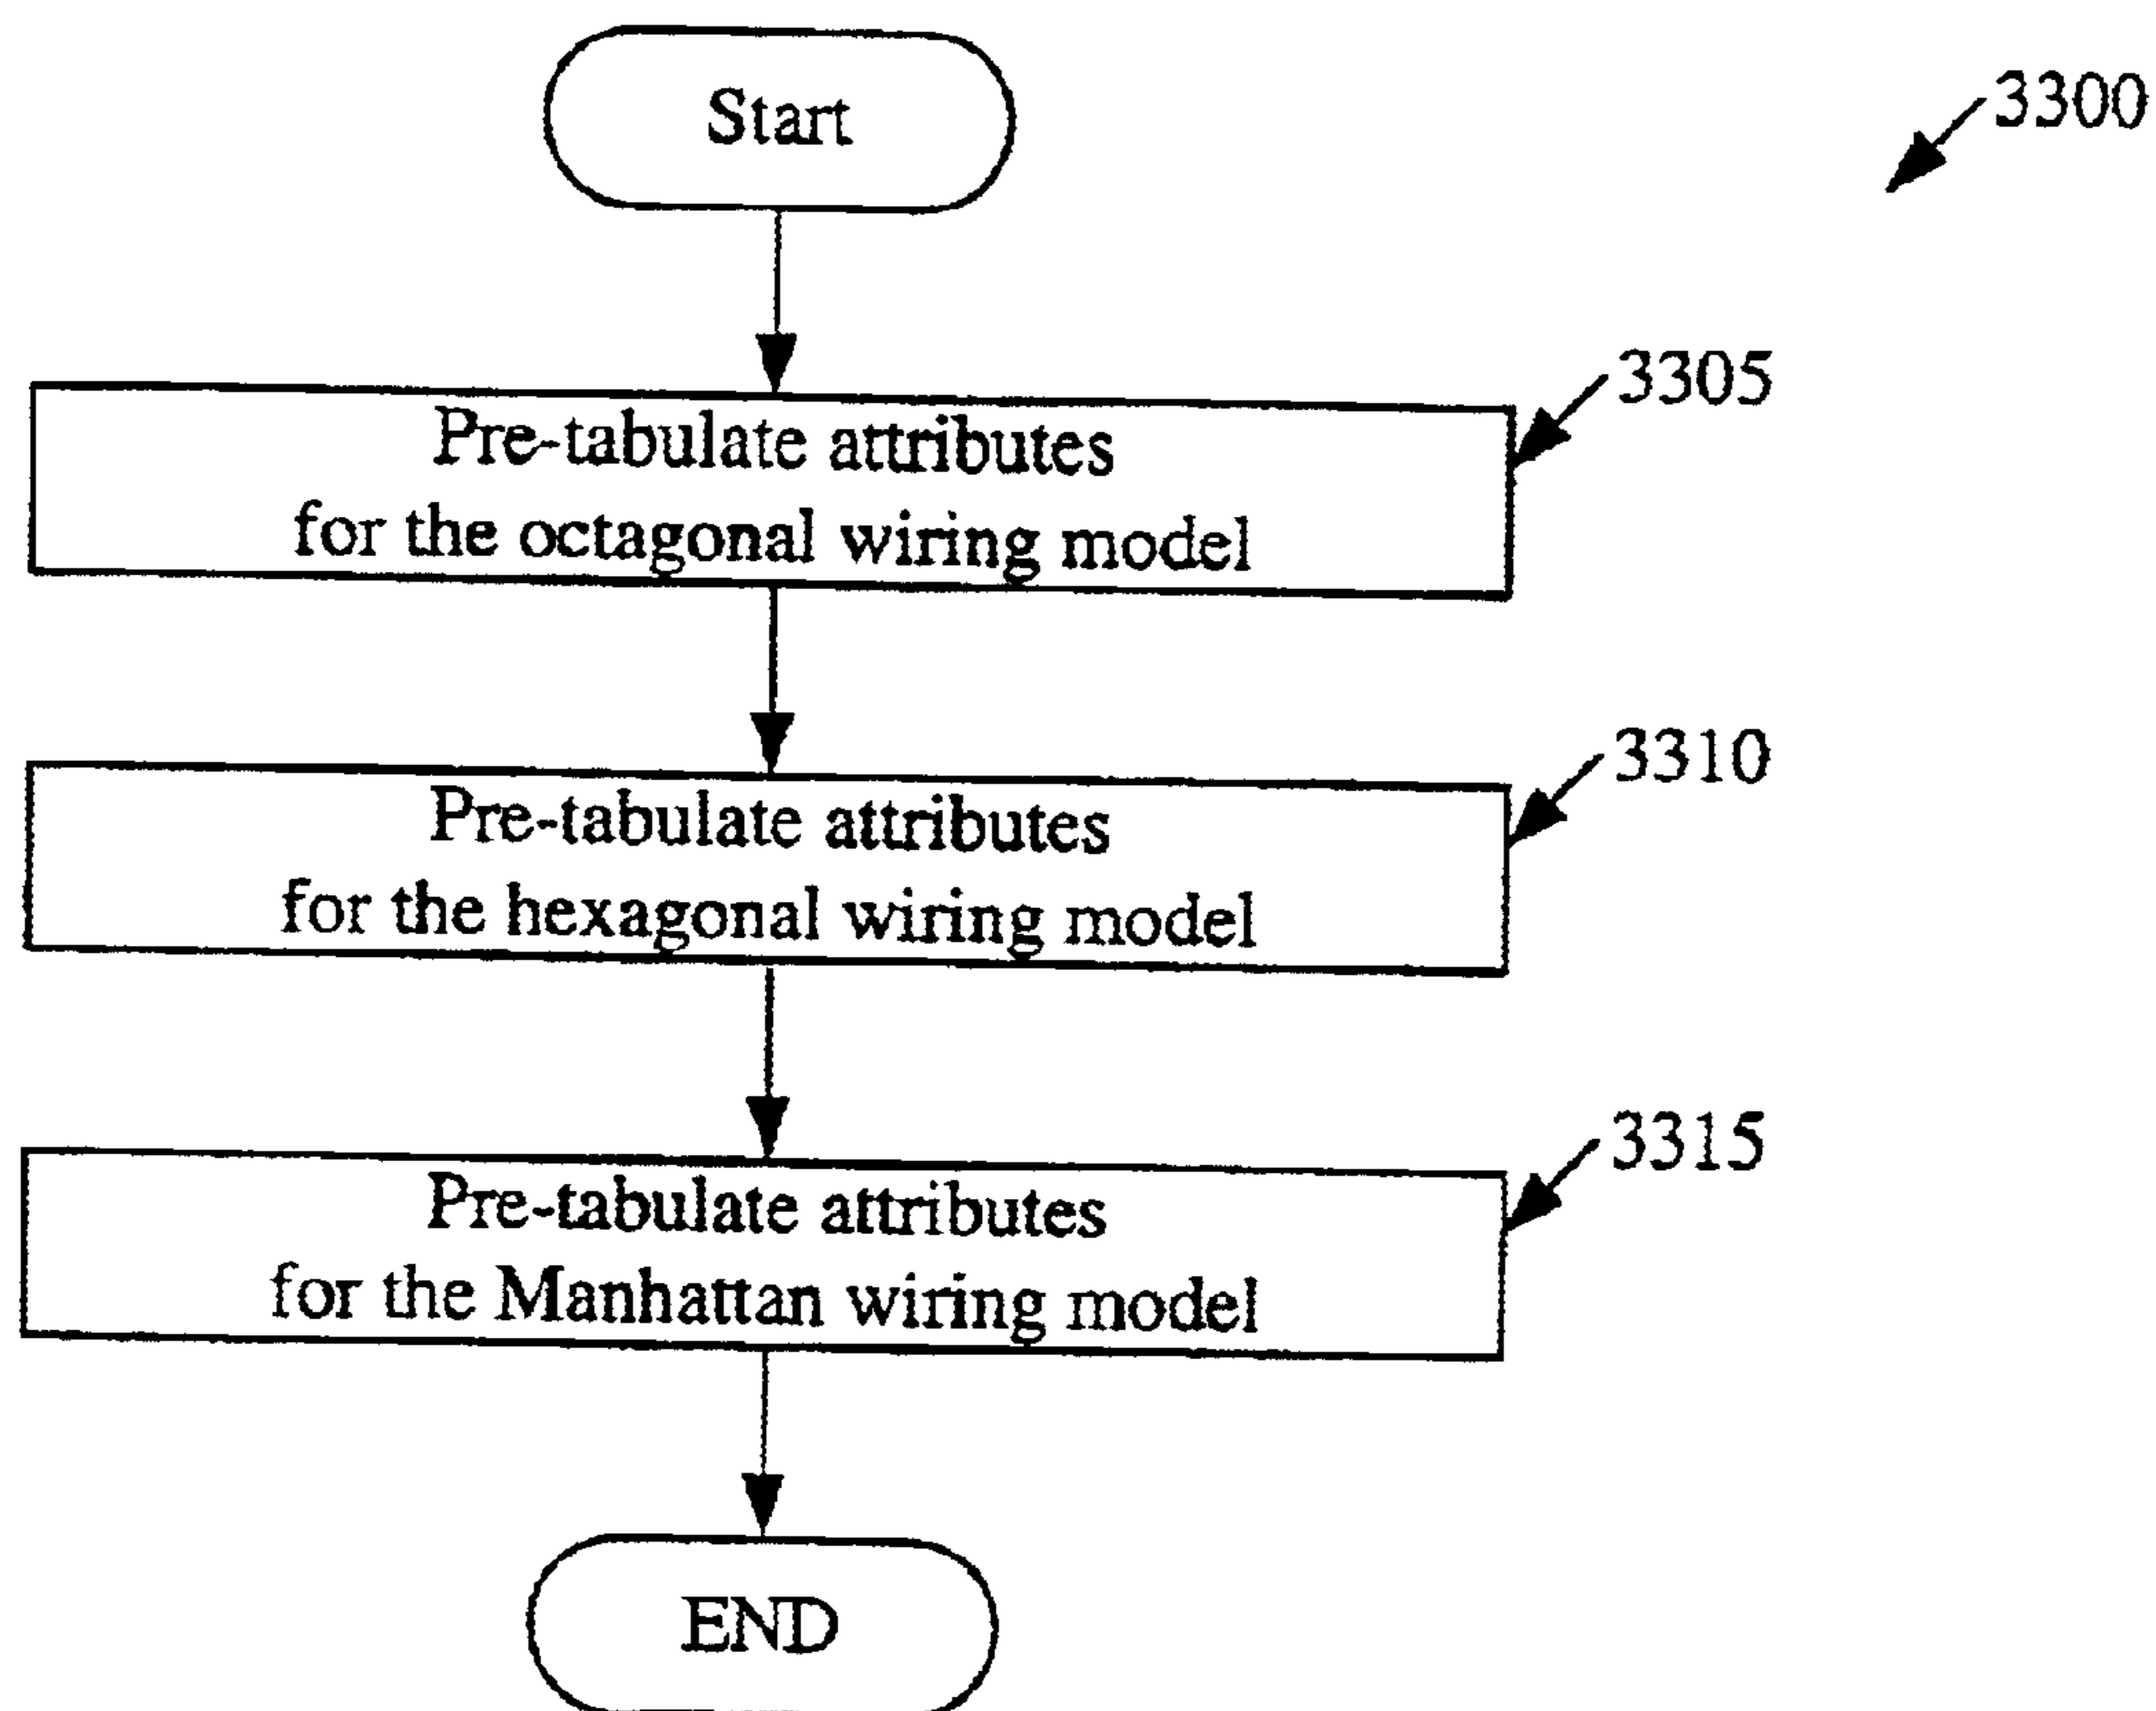 Start
3300
3305
Pre-tabulate attributes
for the octagonal wiring model
3310
Pre-tabulate attributes
for the hexagonal wiring model
3315
Pre-tabulate attributes
for the Manhattan wiring model
END